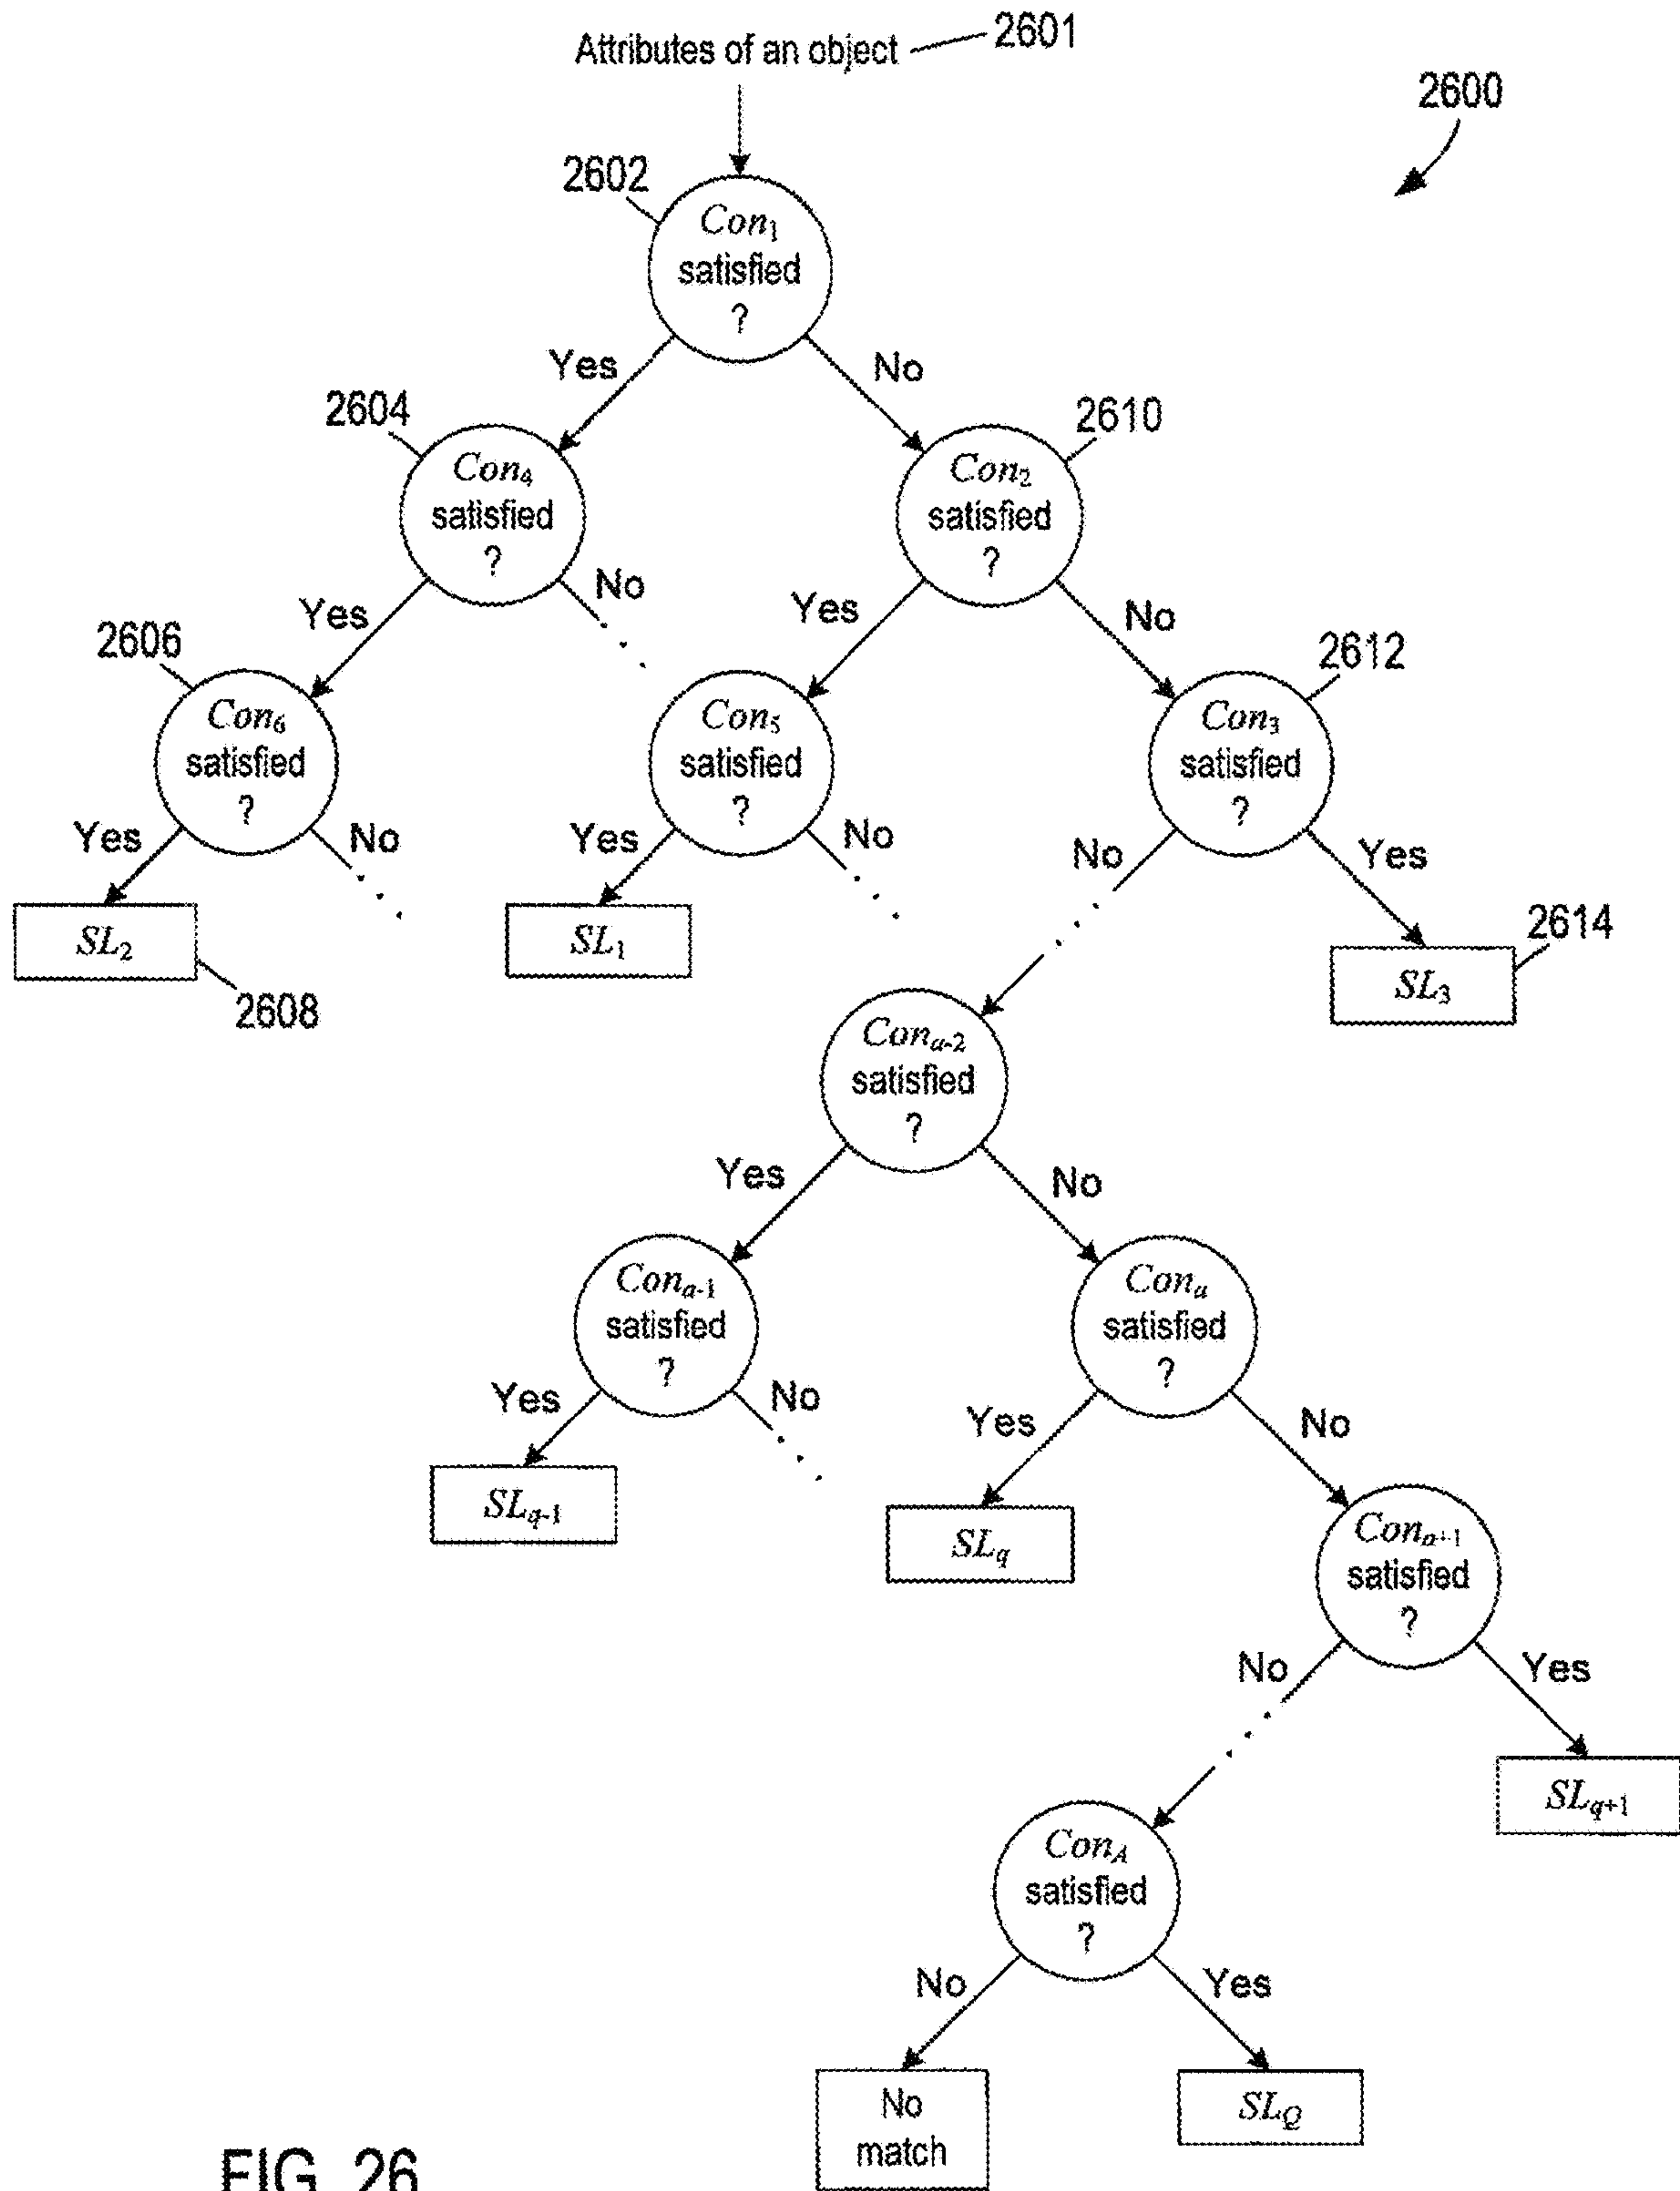 Attributes of an object
2601
2600
2602
Con1
satisfied
?
Yes
No
2604
Con4
satisfied
?
2610
Con2
satisfied
?
Yes
No
Yes
No
2606
Con6
satisfied
?
Con5
satisfied
?
2612
Con3
satisfied
?
Yes
No
Yes
No
No
Yes
SL2
2608
SL1
SL3
2614
Cona-2
satisfied
?
Yes
No
Cona-1
satisfied
?
Cona
satisfied
?
Yes
No
Yes
No
SLq-1
SLq
Cona+1
satisfied
?
No
Yes
SLq+1
ConA
satisfied
?
No
Yes
No
match
SLQ
FIG. 26